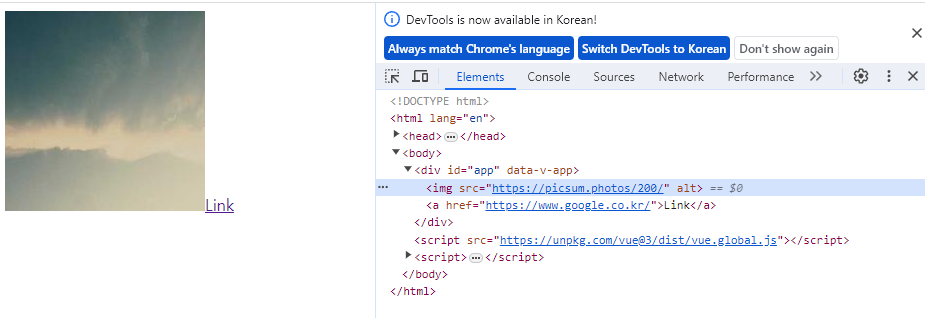 DevTools is now available in Korean!
Always match Chrome's language Switch DevTools to Korean Don't show again
Elements Console Sources Network Performance
<!DOCTYPE html>
<html lang="en">
<head> </head>
<body>
<div id="app" data-v-app>
<img src="https://picsum.photos/200/" alt> == $0
<a href="https://www.google.co.kr/">Link</a>
</div>
<script src="https://unpkg.com/vue@3/dist/vue.global.js"></script>
<script> </script>
</body>
</html>
Link